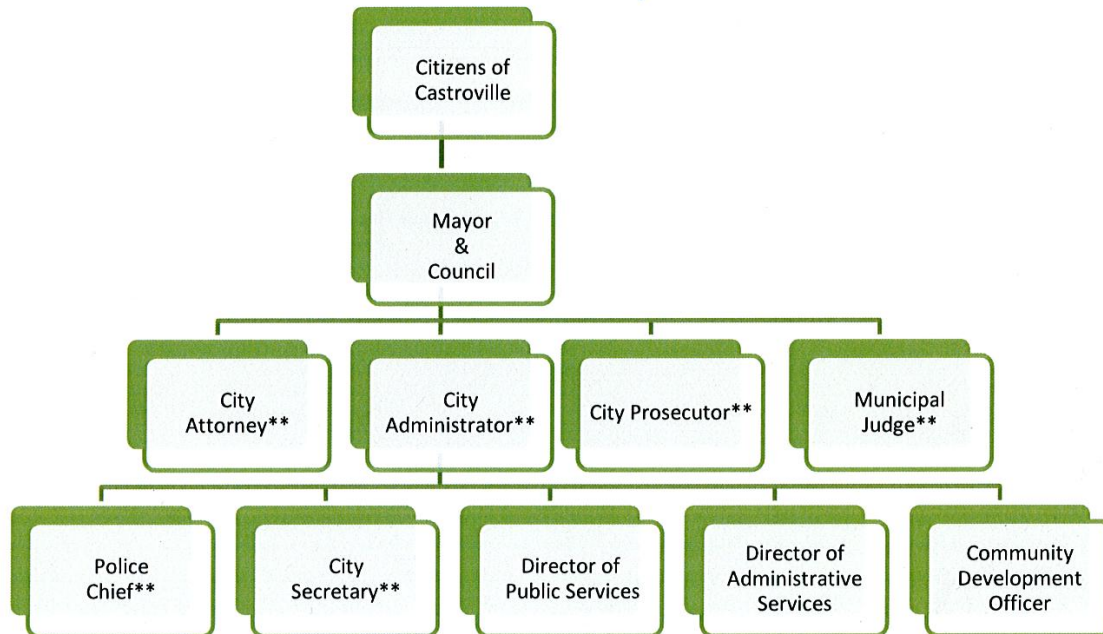 Citizens of
Castroville
Mayor
&
Council
City
Attorney**
City
Administrator**
City Prosecutor**
Municipal
Judge**
Police
Chief**
City
Secretary**
Director of
Public Services
Director of
Administrative
Services
Community
Development
Officer